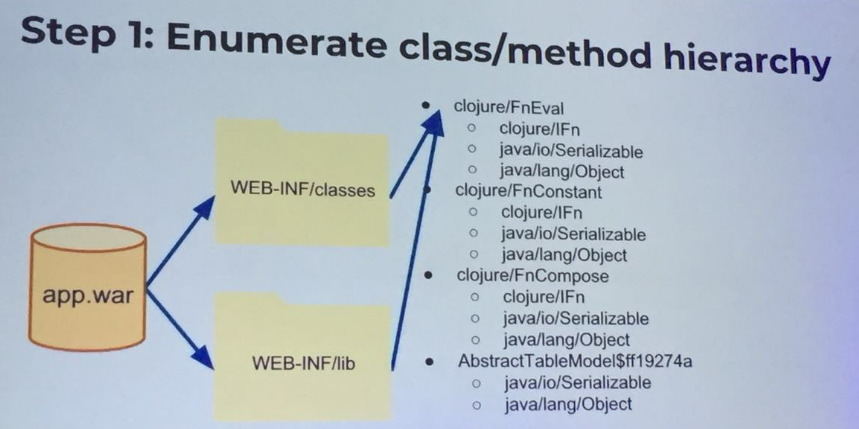 Step 1: Enumerate class/method hierarchy
app.war
WEB-INF/classes
WEB-INF/lib
clojure/FnEval
clojure/IFn
java/io/Serializable
java/lang/Object
clojure/FnConstant
clojure/IFn
java/io/Serializable
java/lang/Object
clojure/FnCompose
clojure/IFn
java/io/Serializable
java/lang/Object
AbstractTableModel$ff19274a
java/io/Serializable
java/lang/Object